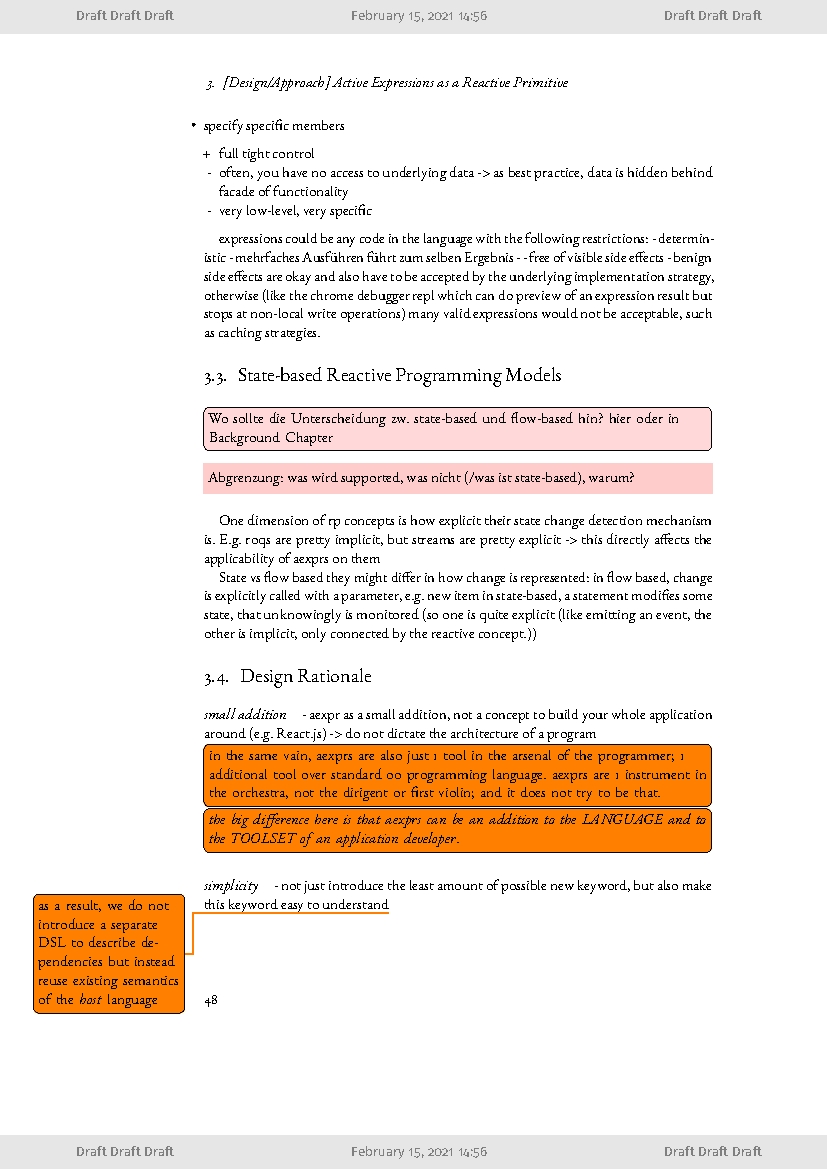 Draft Draft Draft February 15, 2021 14:56 Draft Draft Draft
3. [Design/Approach] Active Expressions as a Reactive Primitive
• specify specific members
+ full tight control
- often, you have no access to underlying data -> as best practice, data is hidden behind
facade of functionality
- very low-level, very specific
expressions could be any code in the language with the following restrictions: - determin-
istic - mehrfaches Ausführen führt zum selben Ergebnis - -free of visible side effects - benign
side effects are okay and also have to be accepted by the underlying implementation strategy,
otherwise (like the chrome debugger repl which can do preview of an expression result but
stops at non-local write operations) many valid expressions would not be acceptable, such
as caching strategies.
3.3. State-based Reactive Programming Models
Wo sollte die Unterscheidung zw. state-based und flow-based hin? hier oder in
Background Chapter
Abgrenzung: was wird supported, was nicht (/was ist state-based), warum?
One dimension of rp concepts is how explicit their state change detection mechanism
is. E.g. roqs are pretty implicit, but streams are pretty explicit -> this directly affects the
applicability of aexprs on them
State vs flow based they might differ in how change is represented: in flow based, change
is explicitly called with a parameter, e.g. new item in state-based, a statement modifies some
state, that unknowingly is monitored (so one is quite explicit (like emitting an event, the
other is implicit, only connected by the reactive concept.))
3.4. Design Rationale
small addition - aexpr as a small addition, not a concept to build your whole application
around (e.g. React.js) -> do not dictate the architecture of a program
in the same vain, aexprs are also just 1 tool in the arsenal of the programmer; 1
additional tool over standard oo programming language. aexprs are 1 instrument in
the orchestra, not the dirigent or first violin; and it does not try to be that.
the big difference here is that aexprs can be an addition to the LANGUAGE and to
the TOOLSET of an application developer.
simplicity - not just introduce the least amount of possible new keyword, but also make
this keyword easy to understand
as a result, we do not
introduce a separate
DSL to describe de-
pendencies but instead
reuse existing semantics
of the host language
48
Draft Draft Draft February 15, 2021 14:56 Draft Draft Draft